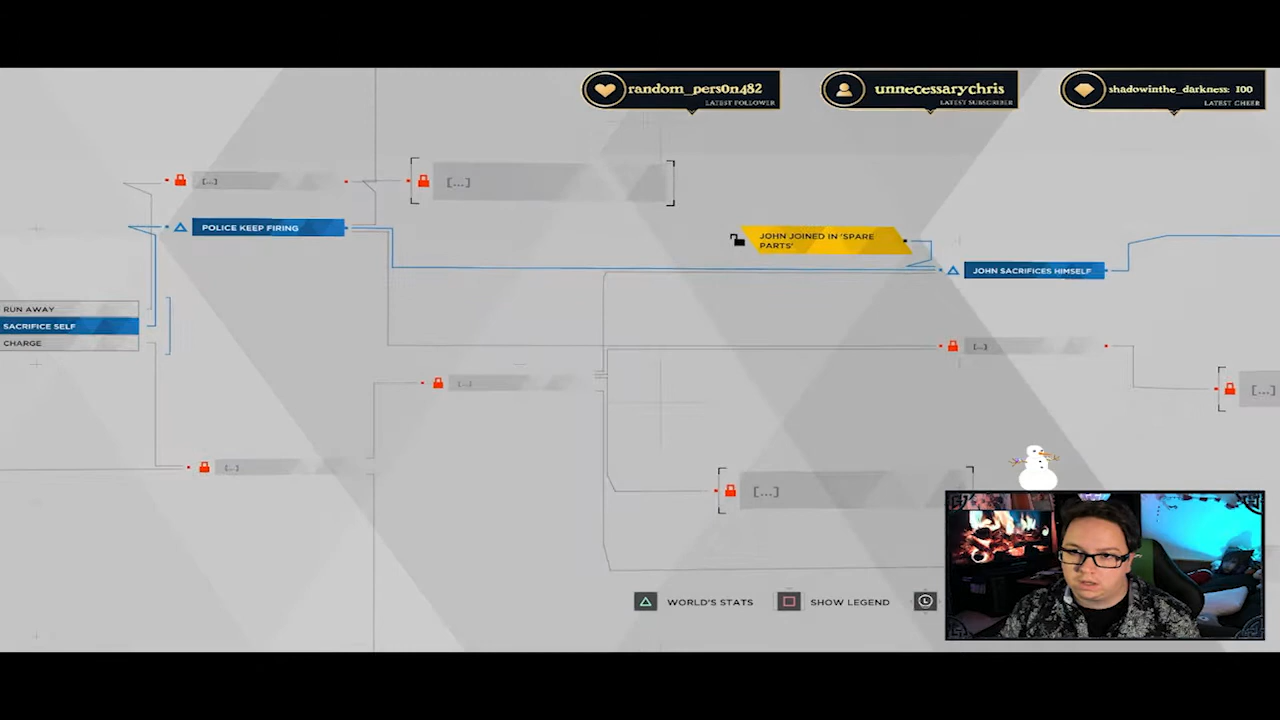 random_pers0n482
LATEST FOLLOWER
unnecessarychris
LATEST SUBSCRIBER
shadowinthe_darkness: 100
LATEST CHEER
[...]
[...]
POLICE KEEP FIRING
JOHN JOINED IN 'SPARE
PARTS'
JOHN SACRIFICES HIMSELF
RUN AWAY
SACRIFICE SELF
CHARGE
[...]
[...]
[...]
[...]
[...]
WORLD'S STATS
SHOW LEGEND
L